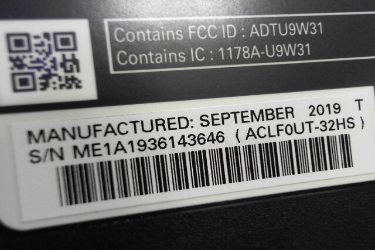 Contains FCC ID : ADTU9W31
Contains IC : 1178A-U9W31
MANUFACTURED: SEPTEMBER 2019 T
S/N ME1A1936143646 ( ACLF0UT-32HS )